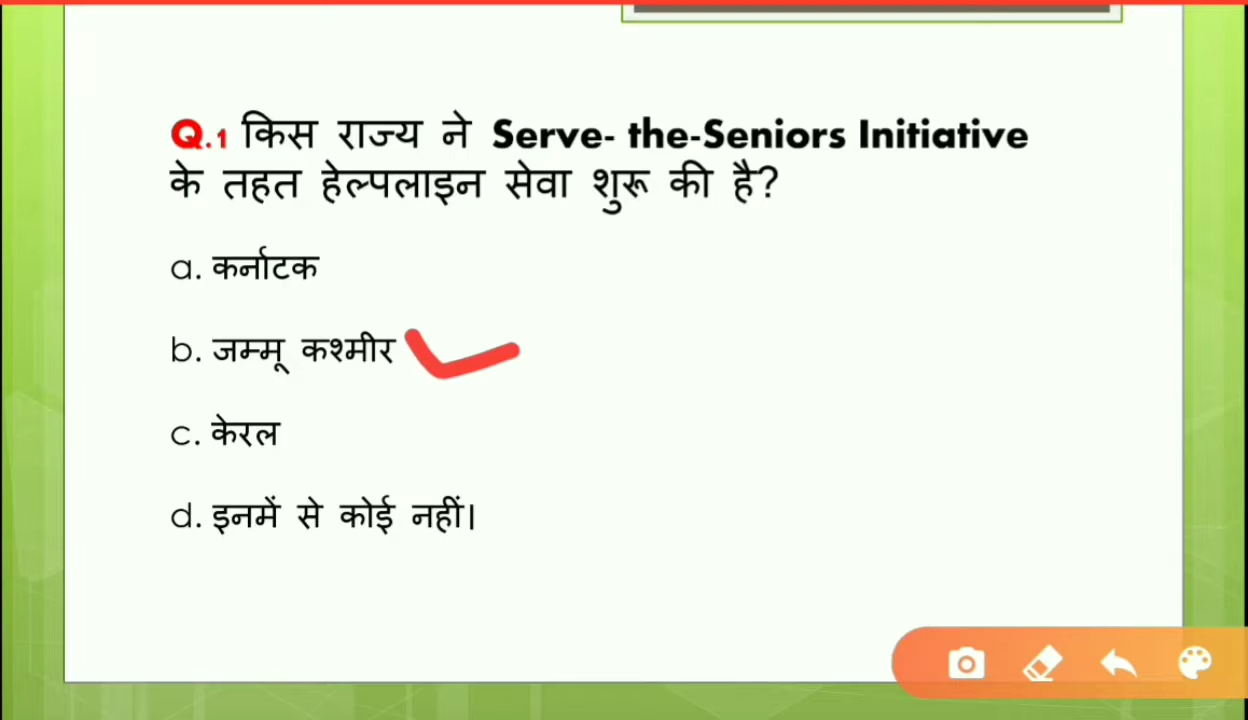 Q.1 किस राज्य ने Serve- the-Seniors Initiative
के तहत हेल्पलाइन सेवा शुरू की है?
a. कर्नाटक
b. जम्मू कश्मीर
c. केरल
d. इनमें से कोई नहीं।